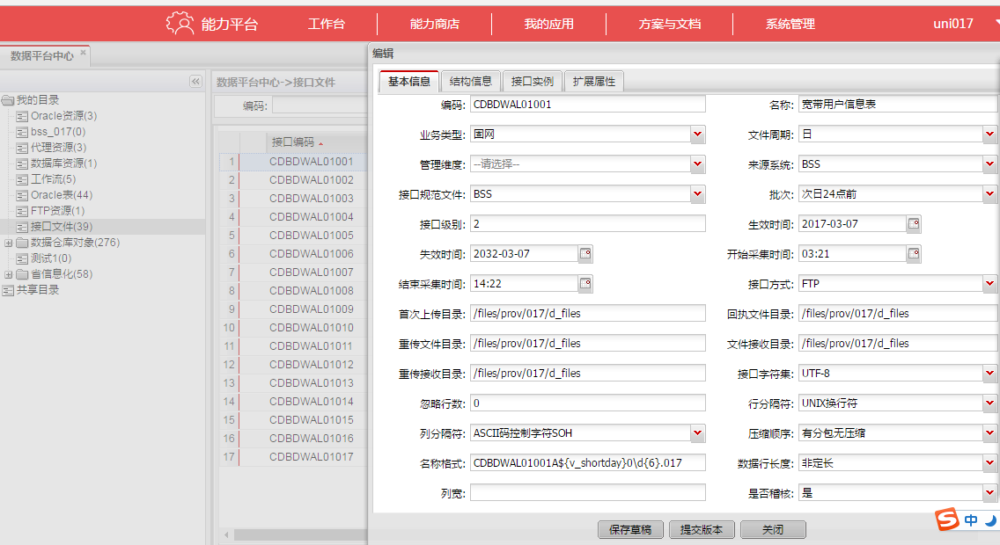 能力平台 工作台 能力商店 我的应用 方案与文档 系统管理 uni017
数据平台中心
我的目录
Oracle资源(3)
bss_017(0)
代理资源(3)
数据库资源(1)
工作流(5)
Oracle表(44)
FTP资源(1)
接口文件(39)
数据仓库对象(276)
测试1(0)
省信息化(58)
共享目录
数据平台中心->接口文件
编码:
接口编码
1 CDBDWAL01001
2 CDBDWAL01002
3 CDBDWAL01003
4 CDBDWAL01004
5 CDBDWAL01005
6 CDBDWAL01006
7 CDBDWAL01007
8 CDBDWAL01008
9 CDBDWAL01009
10 CDBDWAL01010
11 CDBDWAL01011
12 CDBDWAL01012
13 CDBDWAL01013
14 CDBDWAL01014
15 CDBDWAL01015
16 CDBDWAL01016
17 CDBDWAL01017
编辑
基本信息 结构信息 接口实例 扩展属性
编码: CDBDWAL01001 名称: 宽带用户信息表
业务类型: 固网 文件周期: 日
管理维度: --请选择-- 来源系统: BSS
接口规范文件: BSS 批次: 次日24点前
接口级别: 2 生效时间: 2017-03-07
失效时间: 2032-03-07 开始采集时间: 03:21
结束采集时间: 14:22 接口方式: FTP
首次上传目录: /files/prov/017/d_files 回执文件目录: /files/prov/017/d_files
重传文件目录: /files/prov/017/d_files 文件接收目录: /files/prov/017/d_files
重传接收目录: /files/prov/017/d_files 接口字符集: UTF-8
忽略行数: 0 行分隔符: UNIX换行符
列分隔符: ASCII码控制字符SOH 压缩顺序: 有分包无压缩
名称格式: CDBDWAL01001A${v_shortday}0\d{6}.017 数据行长度: 非定长
列宽: 是否稽核: 是
保存草稿 提交版本 关闭
S 中